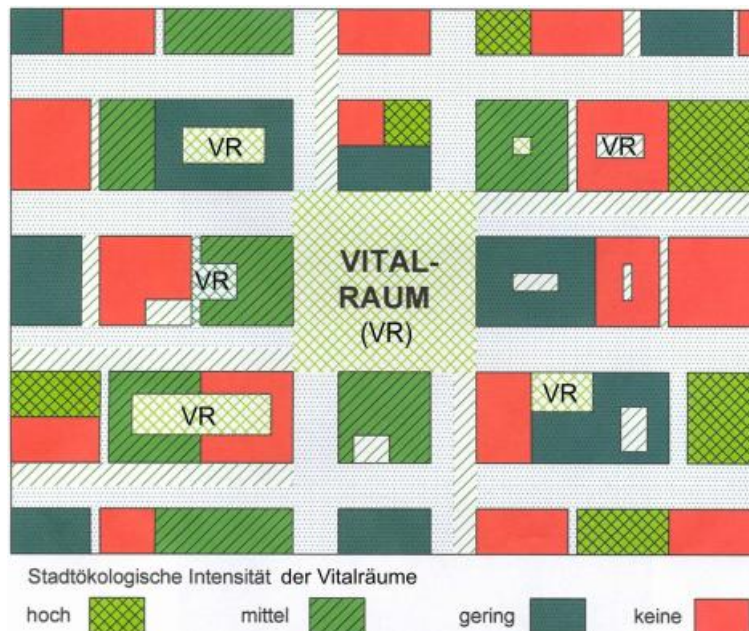 VR
VR
VITAL-
RAUM
(VR)
VR
VR
VR
Stadtökologische Intensität der Vitalräume
hoch mittel gering keine